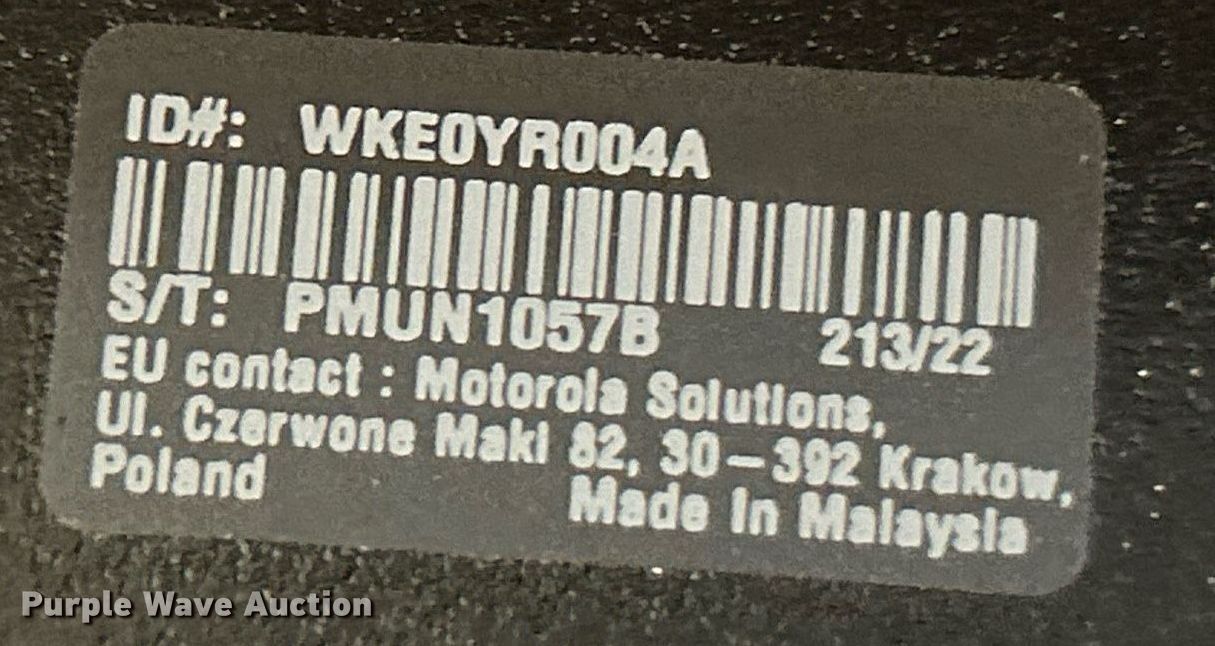 ID#: WKE0YR004A
S/T: PMUN1057B 213/22
EU contact : Motorola Solutions,
Ul. Czerwone Maki 82, 30-392 Krakow,
Poland
Made In Malaysia
Purple Wave Auction